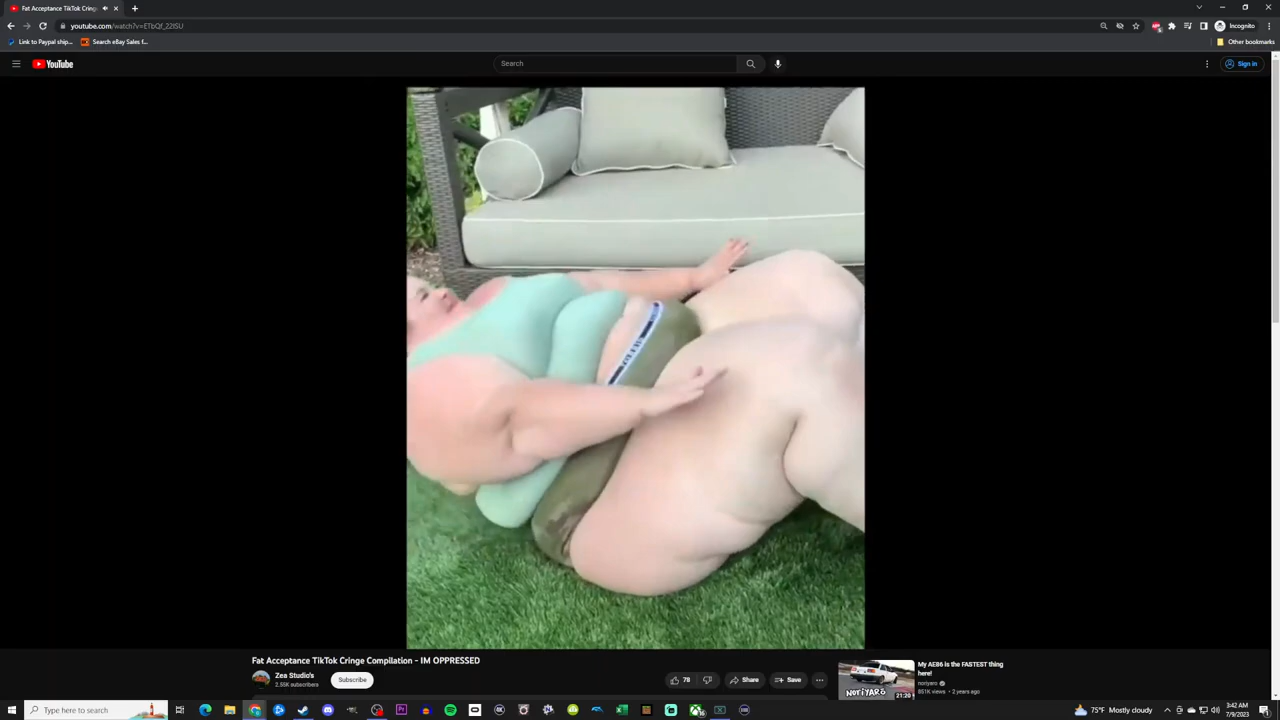 Fat Acceptance TikTok Cringe
youtube.com/watch?v=ETbQf_22tSU
Incognito
Link to Paypal ship...
Search eBay Sales f...
Other bookmarks
YouTube
Search
Sign in
Fat Acceptance TikTok Cringe Compilation - IM OPPRESSED
Zea Studio's
2.55K subscribers
Subscribe
78
Share
Save
My AE86 is the FASTEST thing
here!
noriyaro
851K views • 2 years ago
NORIYARO
21:20
Type here to search
75°F Mostly cloudy
3:42 AM
7/9/2023